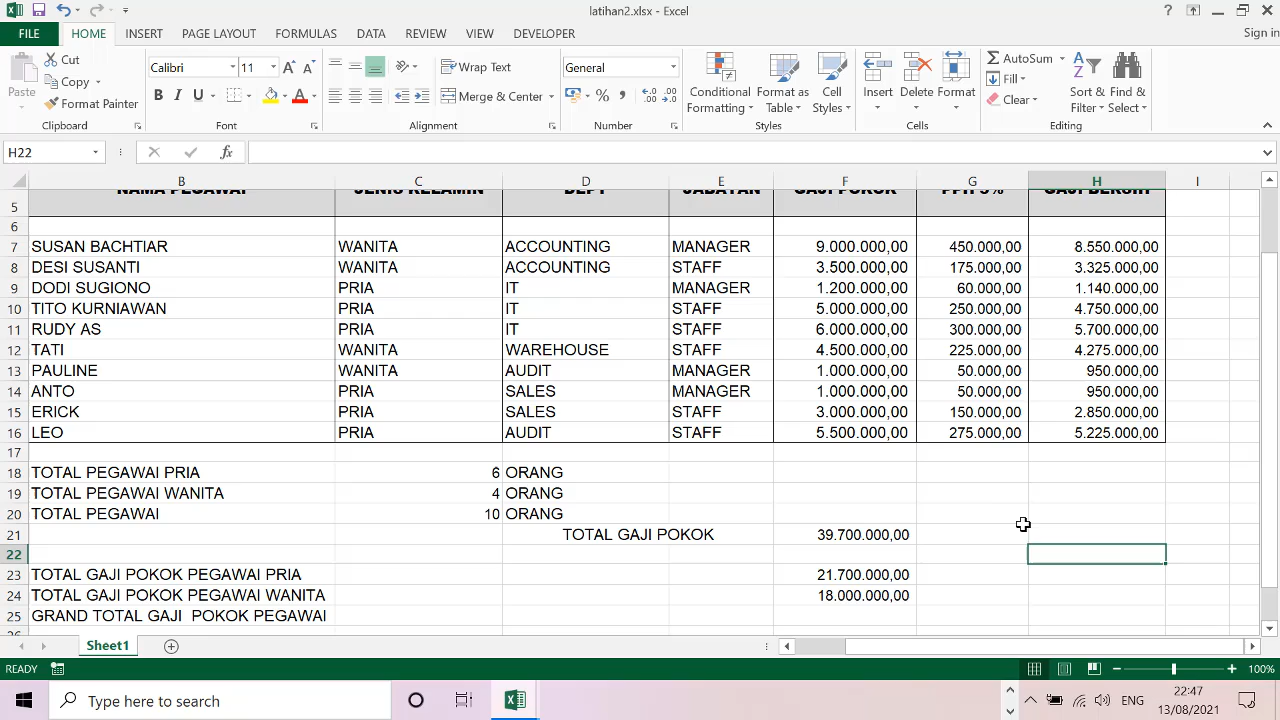 latihan2.xlsx - Excel
FILE HOME INSERT PAGE LAYOUT FORMULAS DATA REVIEW VIEW DEVELOPER Sign in
Paste Cut Copy Format Painter
Calibri 11
B I U A
Wrap Text
Merge & Center
General
% ,
Conditional Formatting
Format as Table
Cell Styles
Insert Delete Format
AutoSum
Fill
Clear
Sort & Filter
Find & Select
Clipboard Font Alignment Number Styles Cells Editing
H22 fx
B C D E F G H I
5 NAMA PEGAWAI JENIS KELAMIN DEPT JABATAN GAJI POKOK PPH 5% GAJI BERSIH
6
7 SUSAN BACHTIAR WANITA ACCOUNTING MANAGER 9.000.000,00 450.000,00 8.550.000,00
8 DESI SUSANTI WANITA ACCOUNTING STAFF 3.500.000,00 175.000,00 3.325.000,00
9 DODI SUGIONO PRIA IT MANAGER 1.200.000,00 60.000,00 1.140.000,00
10 TITO KURNIAWAN PRIA IT STAFF 5.000.000,00 250.000,00 4.750.000,00
11 RUDY AS PRIA IT STAFF 6.000.000,00 300.000,00 5.700.000,00
12 TATI WANITA WAREHOUSE STAFF 4.500.000,00 225.000,00 4.275.000,00
13 PAULINE WANITA AUDIT MANAGER 1.000.000,00 50.000,00 950.000,00
14 ANTO PRIA SALES MANAGER 1.000.000,00 50.000,00 950.000,00
15 ERICK PRIA SALES STAFF 3.000.000,00 150.000,00 2.850.000,00
16 LEO PRIA AUDIT STAFF 5.500.000,00 275.000,00 5.225.000,00
17
18 TOTAL PEGAWAI PRIA 6 ORANG
19 TOTAL PEGAWAI WANITA 4 ORANG
20 TOTAL PEGAWAI 10 ORANG
21 TOTAL GAJI POKOK 39.700.000,00
22
23 TOTAL GAJI POKOK PEGAWAI PRIA 21.700.000,00
24 TOTAL GAJI POKOK PEGAWAI WANITA 18.000.000,00
25 GRAND TOTAL GAJI POKOK PEGAWAI
26
Sheet1
READY 100%
Type here to search ENG 22:47
13/08/2021